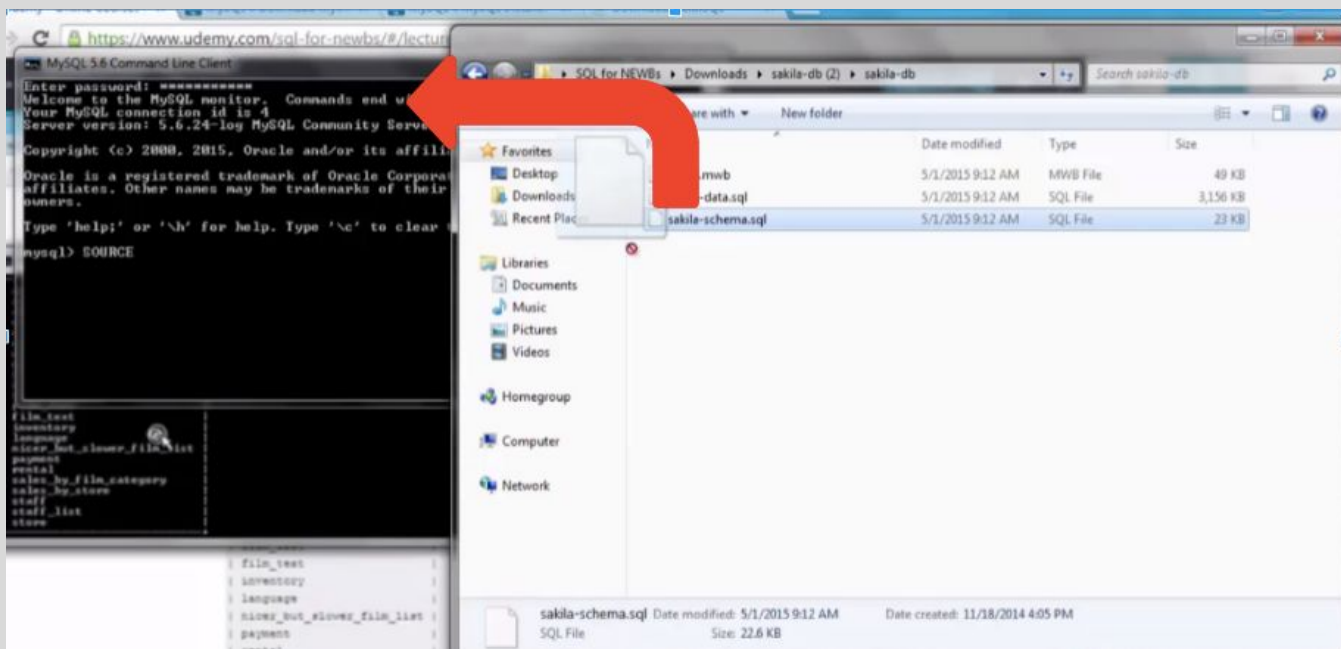 https://www.udemy.com/sql-for-newbs/#/lectur
MySQL 5.6 Command Line Client
Enter password: ***********
Welcome to the MySQL monitor. Commands end w
Your MySQL connection id is 4
Server version: 5.6.24-log MySQL Community Serve
Copyright (c) 2000, 2015, Oracle and/or its affili
Oracle is a registered trademark of Oracle Corporat
affiliates. Other names may be trademarks of their
owners.
Type 'help;' or '\h' for help. Type '\c' to clear
mysql> SOURCE
film_text
inventory
language
nicer_but_slower_film_list
payment
rental
sales_by_film_category
sales_by_store
staff
staff_list
store
film_text
inventory
language
nicer_but_slower_film_list
payment
SQL for NEWBs Downloads sakila-db (2) sakila-db
Search sakila-db
are with New folder
Date modified Type Size
Favorites
Desktop
Downloads
Recent Plac
.mwb 5/1/2015 9:12 AM MWB File 49 KB
-data.sql 5/1/2015 9:12 AM SQL File 3,156 KB
sakila-schema.sql 5/1/2015 9:12 AM SQL File 23 KB
Libraries
Documents
Music
Pictures
Videos
Homegroup
Computer
Network
sakila-schema.sql Date modified: 5/1/2015 9:12 AM Date created: 11/18/2014 4:05 PM
SQL File Size: 22.6 KB